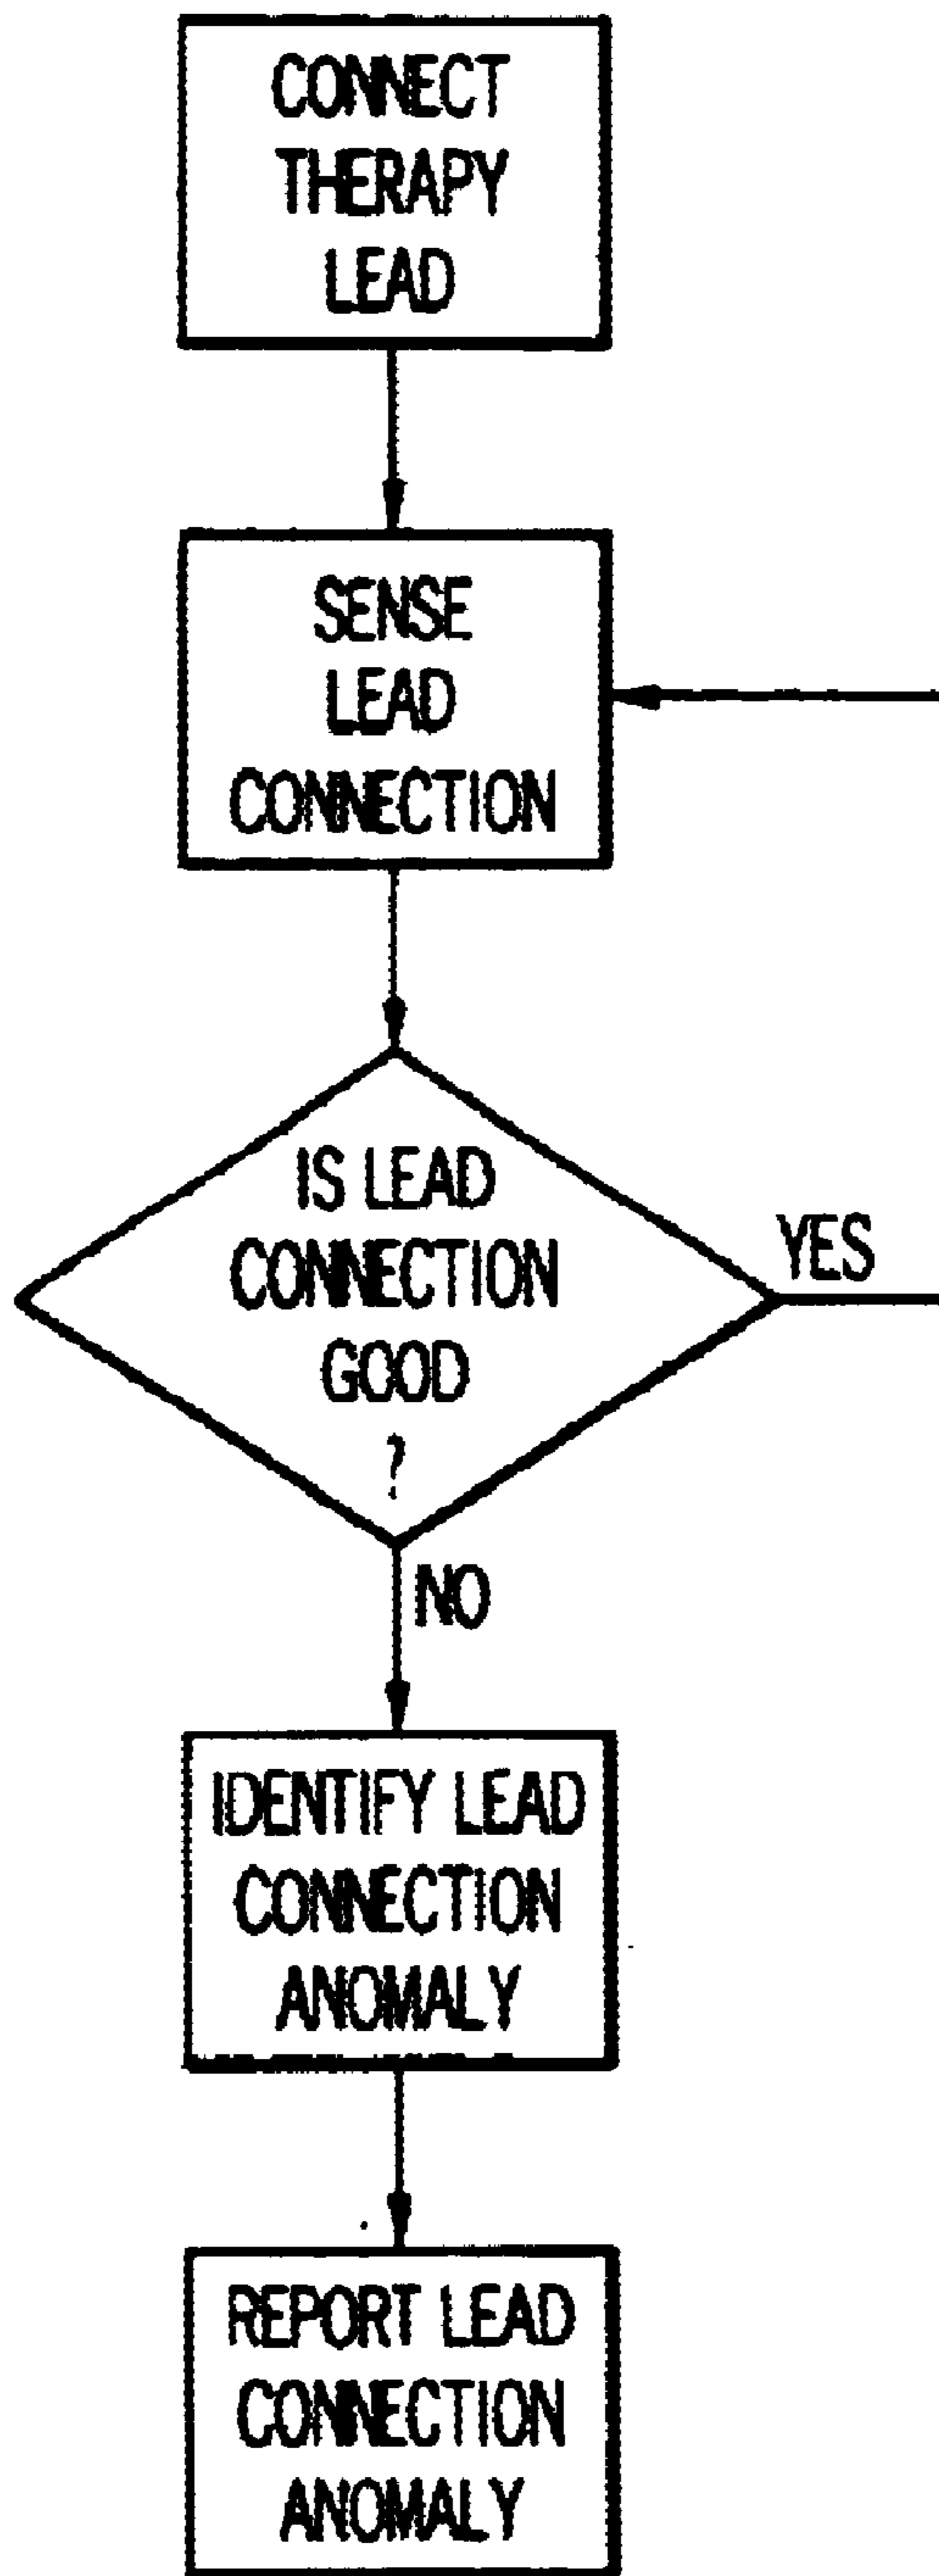 CONNECT
THERAPY
LEAD
SENSE
LEAD
CONNECTION
IS LEAD
CONNECTION
GOOD
?
YES
NO
IDENTIFY LEAD
CONNECTION
ANOMALY
REPORT LEAD
CONNECTION
ANOMALY